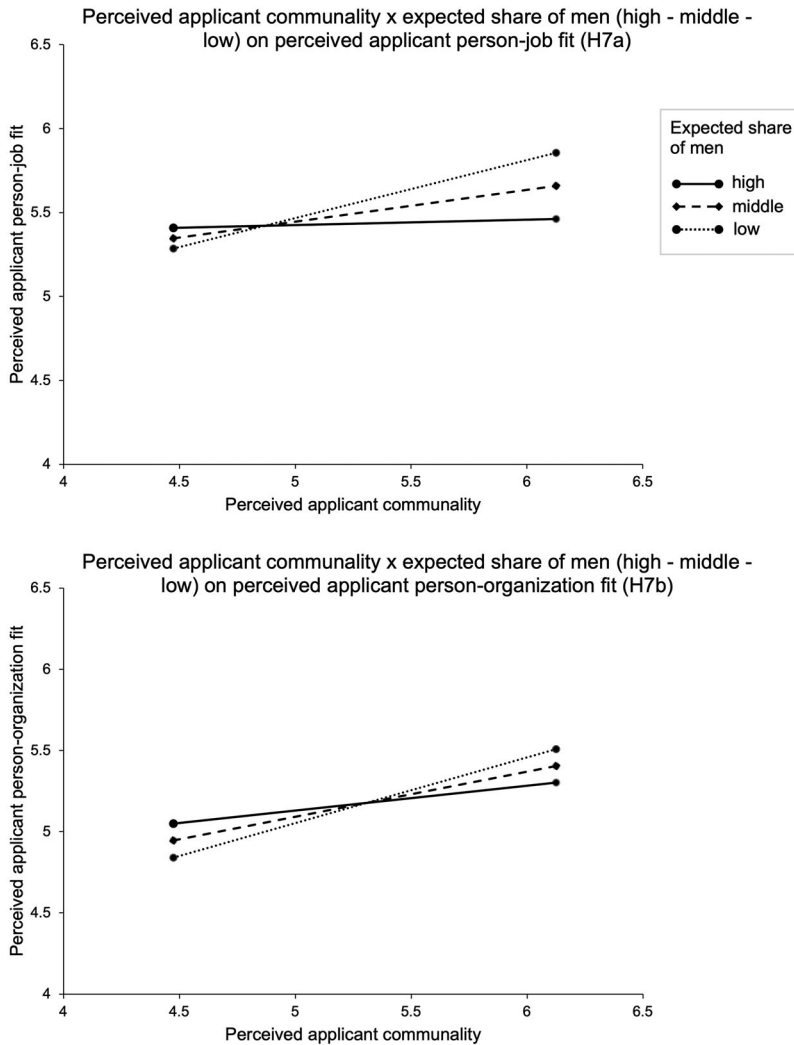 Perceived applicant communality x expected share of men (high - middle -
low) on perceived applicant person-job fit (H7a)
6.5
6
5.5
5
4.5
4
Perceived applicant person-job fit
4
4.5
5
5.5
6
6.5
Perceived applicant communality
Expected share
of men
high
middle
low
Perceived applicant communality x expected share of men (high - middle -
low) on perceived applicant person-organization fit (H7b)
6.5
6
5.5
5
4.5
4
Perceived applicant person-organization fit
4
4.5
5
5.5
6
6.5
Perceived applicant communality